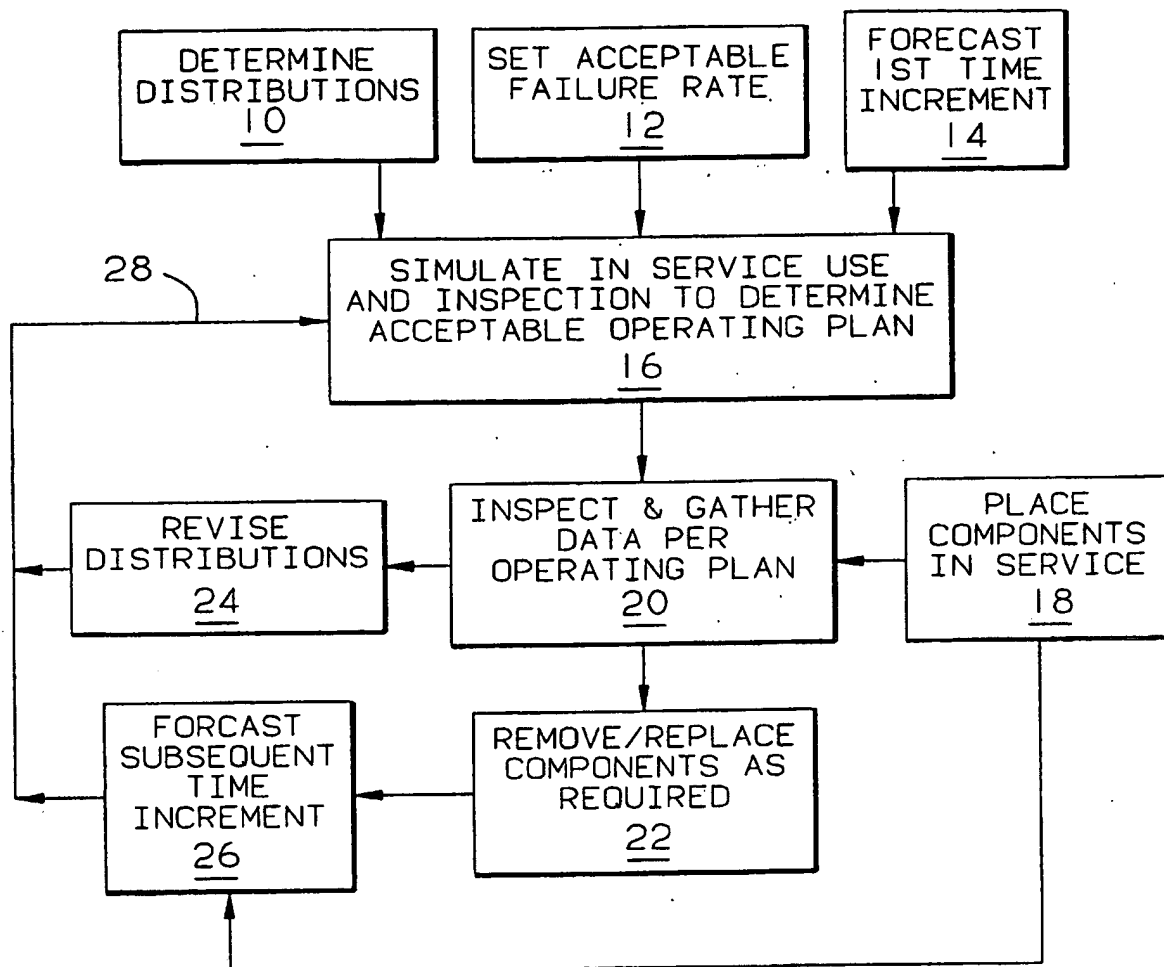 DETERMINE
DISTRIBUTIONS
10
SET ACCEPTABLE
FAILURE RATE
12
FORECAST
1ST TIME
INCREMENT
14
28
SIMULATE IN SERVICE USE
AND INSPECTION TO DETERMINE
ACCEPTABLE OPERATING PLAN
16
REVISE
DISTRIBUTIONS
24
INSPECT & GATHER
DATA PER
OPERATING PLAN
20
PLACE
COMPONENTS
IN SERVICE
18
FORCAST
SUBSEQUENT
TIME
INCREMENT
26
REMOVE/REPLACE
COMPONENTS AS
REQUIRED
22